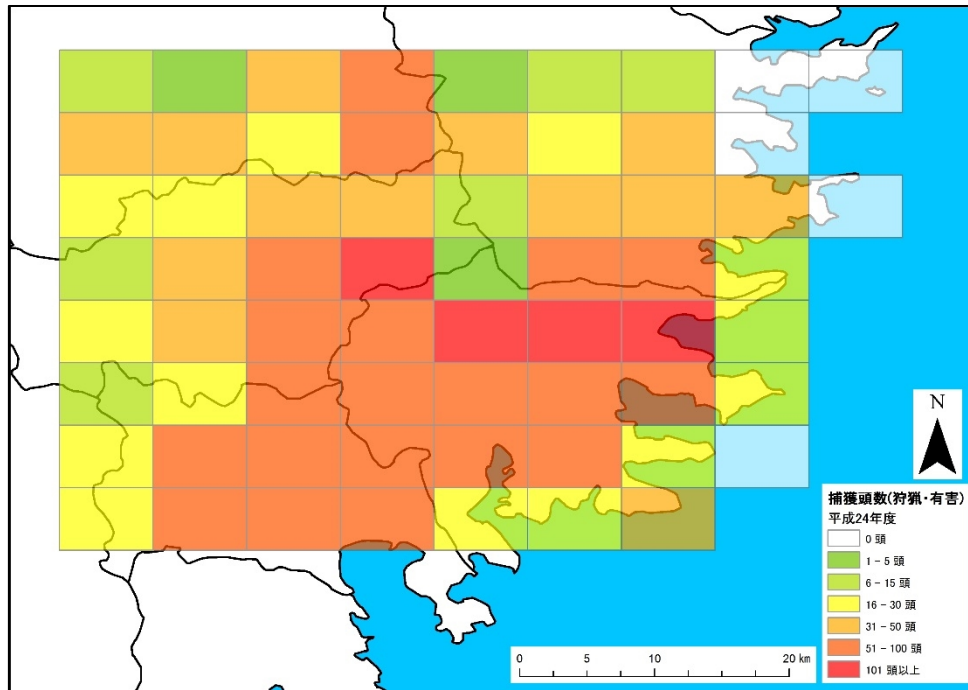 N
捕獲頭数(狩猟・有害)
平成24年度
0 頭
1 - 5 頭
6 - 15 頭
16 - 30 頭
31 - 50 頭
51 - 100 頭
101 頭以上
0 5 10 20 km